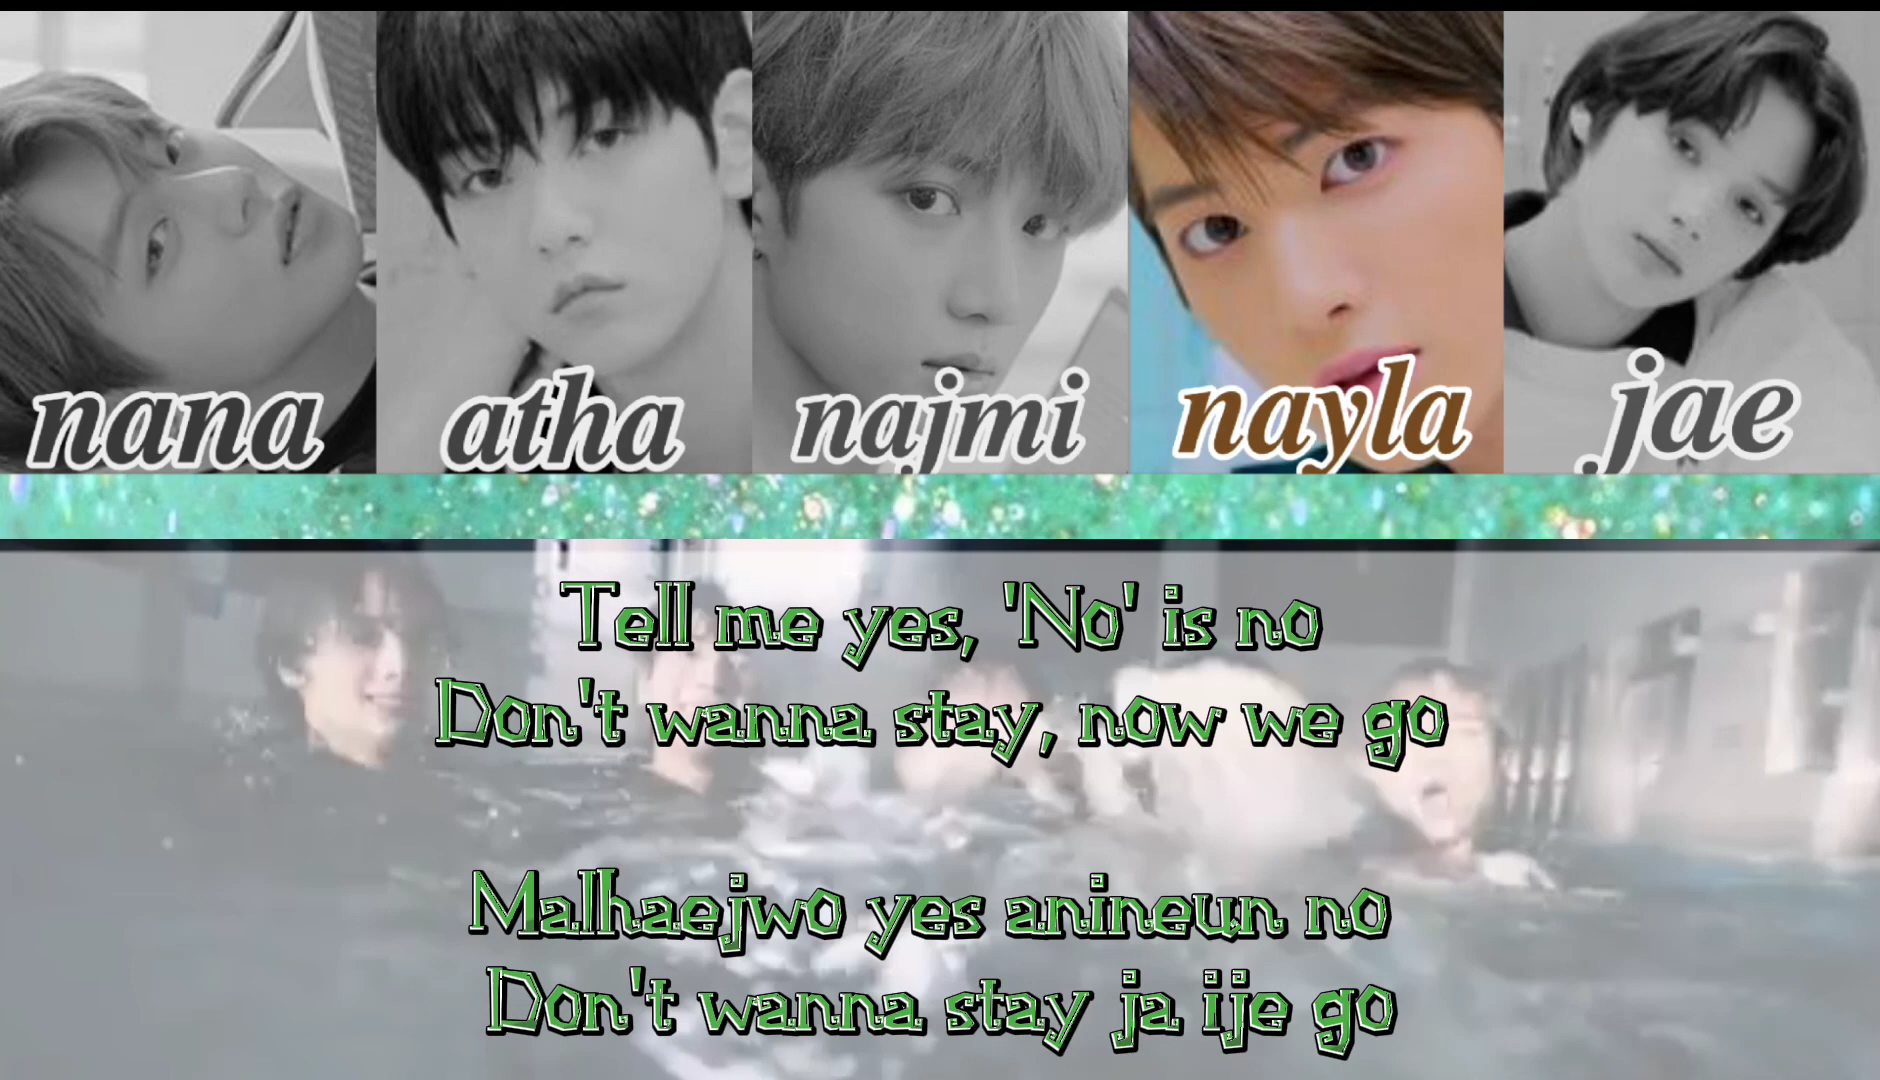 nana
atha
najmi
nayla
jae
Tell me yes, 'No' is no
Don't wanna stay, now we go
Malhaejwo yes anineun no
Don't wanna stay ja ije go